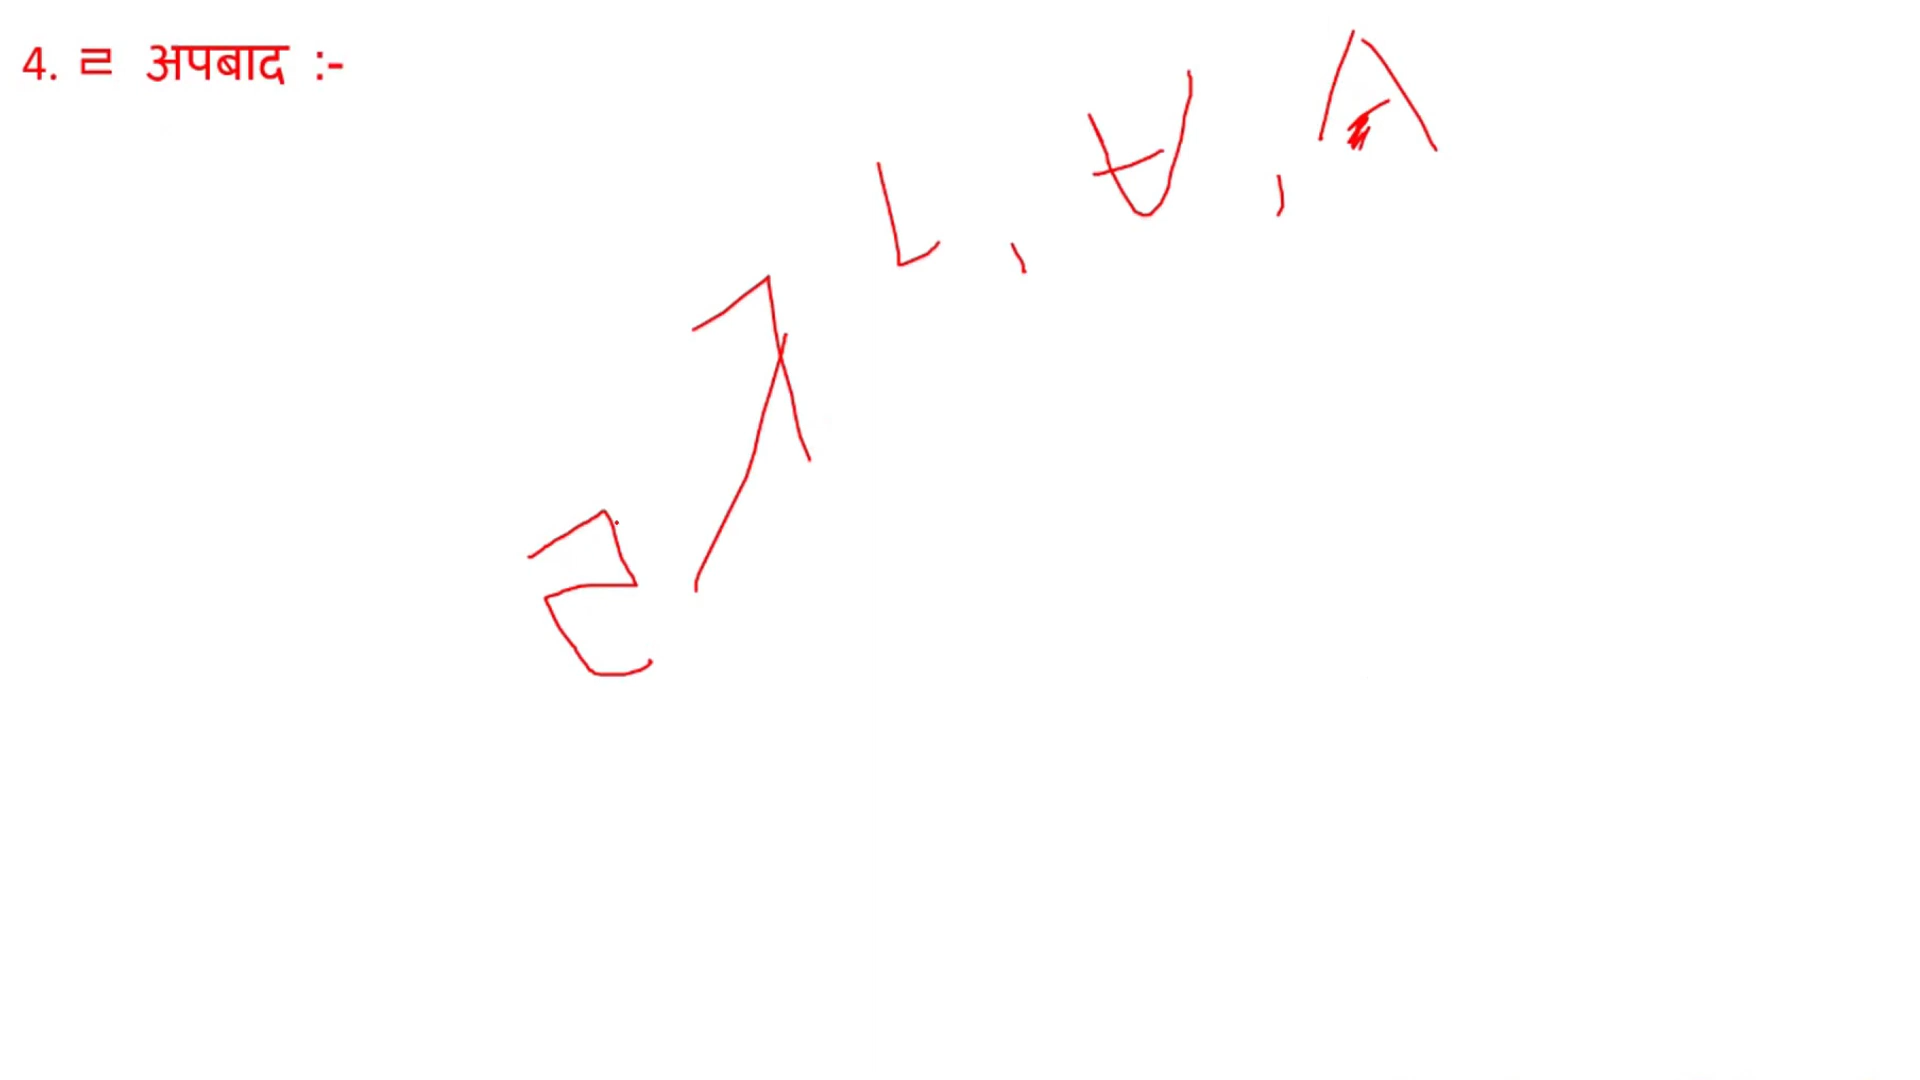 4. ㄹ अपबाद :-
ㄱ ㄴ , ㅂ , ㅅ
ㄹ